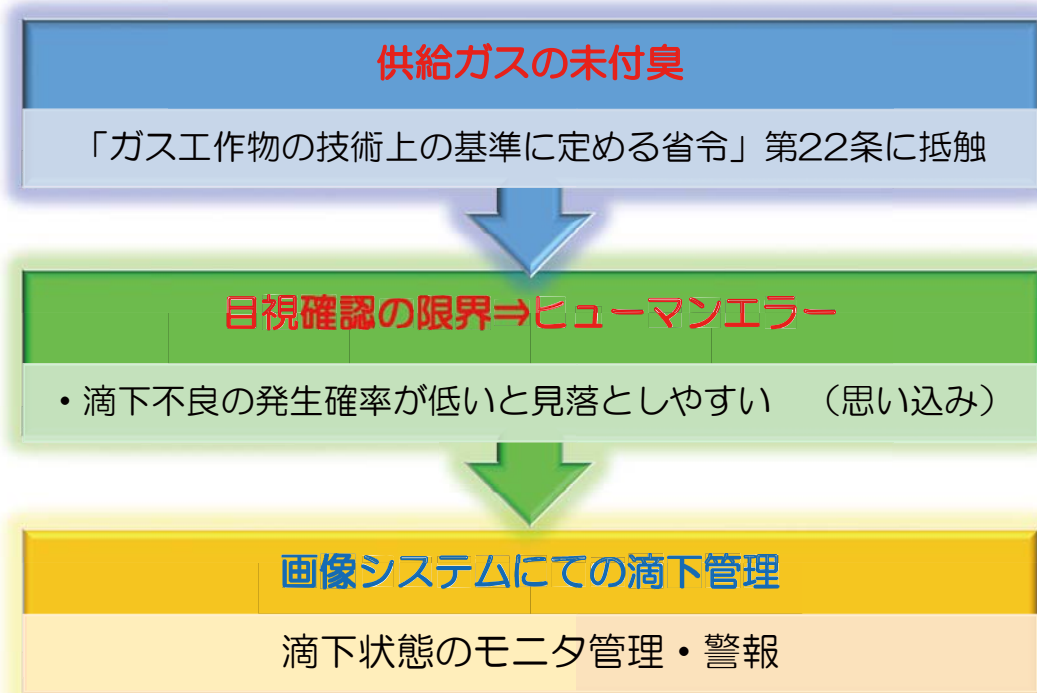 供給ガスの未付臭
「ガス工作物の技術上の基準に定める省令」第22条に抵触
目視確認の限界⇒ヒューマンエラー
・滴下不良の発生確率が低いと見落としやすい　（思い込み）
画像システムにての滴下管理
滴下状態のモニタ管理・警報